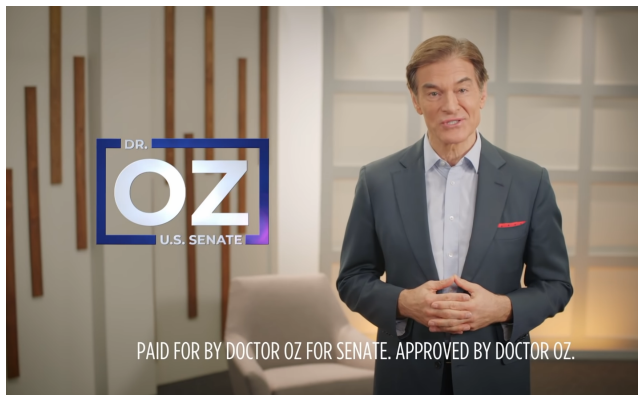 DR.
OZ
U.S. SENATE
PAID FOR BY DOCTOR OZ FOR SENATE. APPROVED BY DOCTOR OZ.